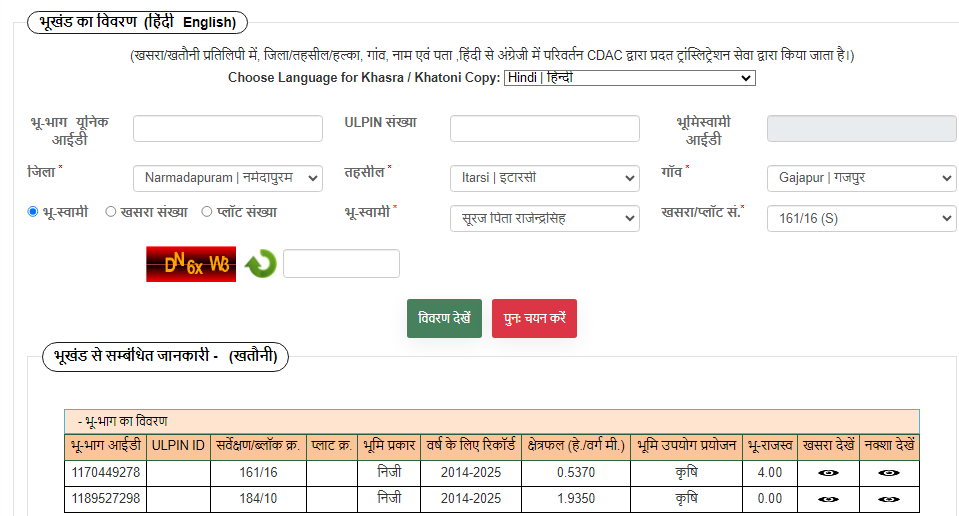 भूखंड का विवरण (हिंदी English)
(खसरा/खतौनी प्रतिलिपी में, जिला/तहसील/हल्का, गांव, नाम एवं पता ,हिंदी से अंग्रेजी में परिवर्तन CDAC द्वारा प्रदत ट्रांस्लिट्रेशन सेवा द्वारा किया जाता है।)
Choose Language for Khasra / Khatoni Copy: Hindi | हिन्दी
भू-भाग यूनिक आईडी ULPIN संख्या भूमिस्वामी आईडी
जिला * Narmadapuram | नर्मदापुरम तहसील * Itarsi | इटारसी गाँव * Gajapur | गजपुर
भू-स्वामी खसरा संख्या प्लॉट संख्या भू-स्वामी * सूरज पिता राजेन्द्रसिंह खसरा/प्लॉट सं.* 161/16 (S)
DN6x W3
विवरण देखें पुनः चयन करें
भूखंड से सम्बंधित जानकारी - (खतौनी)
- भू-भाग का विवरण
भू-भाग आईडी ULPIN ID सर्वेक्षण/ब्लॉक क्र. प्लाट क्र. भूमि प्रकार वर्ष के लिए रिकॉर्ड क्षेत्रफल (हे./वर्ग मी.) भूमि उपयोग प्रयोजन भू-राजस्व खसरा देखें नक्शा देखें
1170449278 161/16 निजी 2014-2025 0.5370 कृषि 4.00
1189527298 184/10 निजी 2014-2025 1.9350 कृषि 0.00